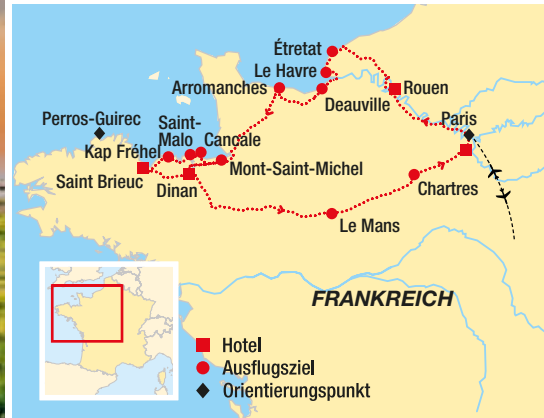 Étretat
Le Havre
Arromanches
Rouen
Deauville
Perros-Guirec
Paris
Saint-
Malo
Cancale
Kap Fréhel
Mont-Saint-Michel
Saint Brieuc
Dinan
Chartres
Le Mans
FRANKREICH
Hotel
Ausflugsziel
Orientierungspunkt